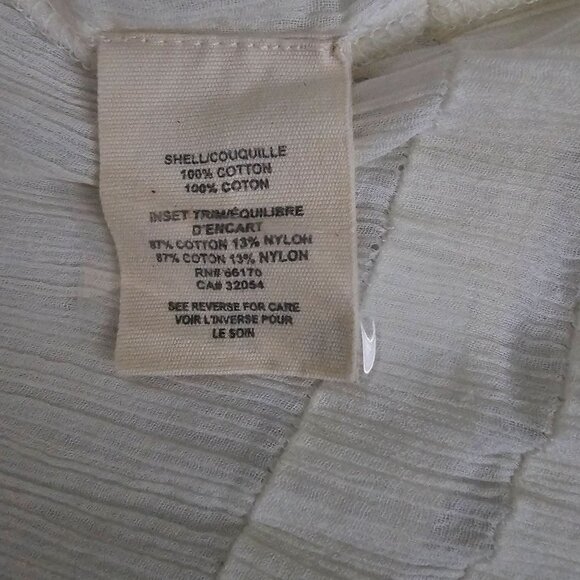 SHELL/COUQUILLE
100% COTTON
100% COTON
INSET TRIM/ÉQUILIBRE
D'ENCART
87% COTTON 13% NYLON
87% COTON 13% NYLON
RN# 66170
CA# 32054
SEE REVERSE FOR CARE
VOIR L'INVERSE POUR
LE SOIN